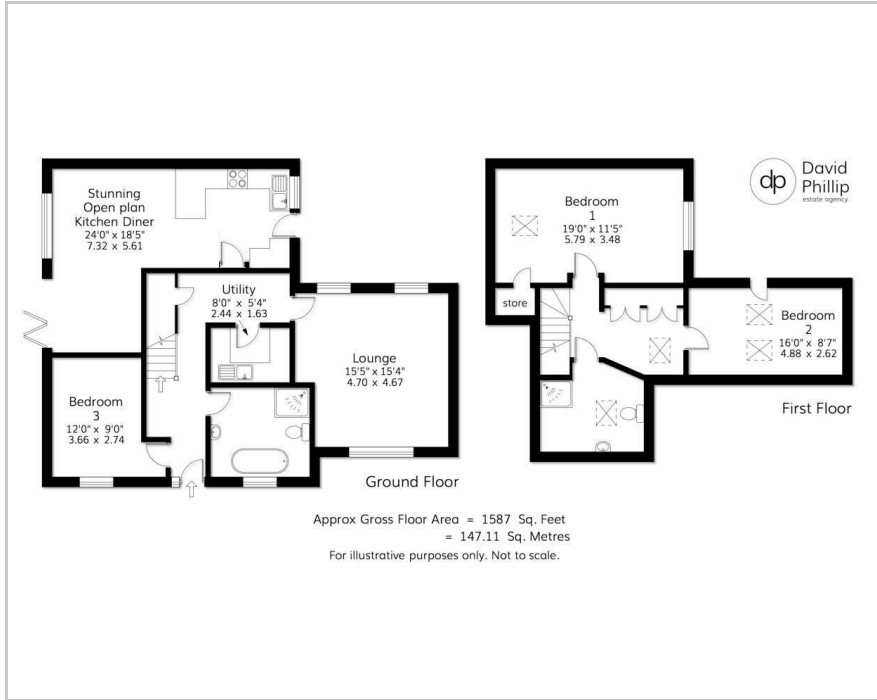 Stunning
Open plan
Kitchen Diner
24'0" x 18'5"
7.32 x 5.61
Utility
8'0" x 5'4"
2.44 x 1.63
Lounge
15'5" x 15'4"
4.70 x 4.67
Bedroom
3
12'0" x 9'0"
3.66 x 2.74
Ground Floor
Bedroom
1
19'0" x 11'5"
5.79 x 3.48
store
Bedroom
2
16'0" x 8'7"
4.88 x 2.62
First Floor
dp
David
Phillip
estate agency
Approx Gross Floor Area = 1587 Sq. Feet
= 147.11 Sq. Metres
For illustrative purposes only. Not to scale.